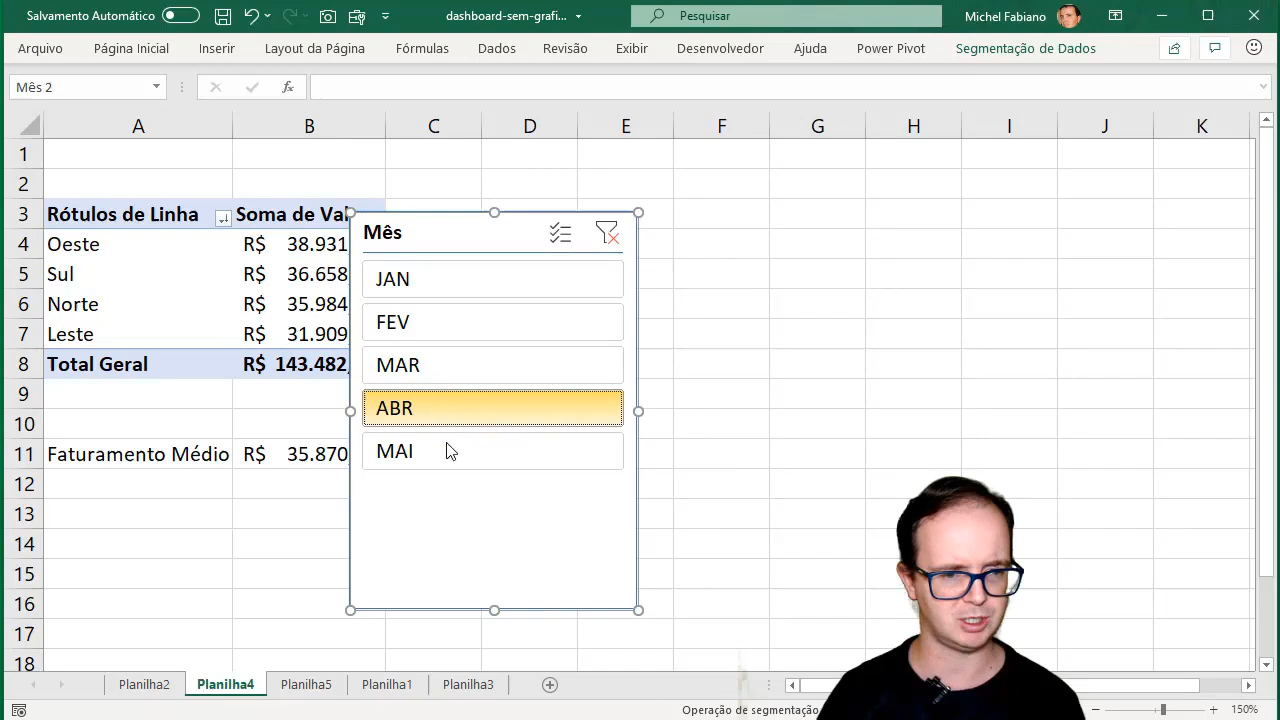 Salvamento Automático
dashboard-sem-grafi...
Pesquisar
Michel Fabiano
Arquivo Página Inicial Inserir Layout da Página Fórmulas Dados Revisão Exibir Desenvolvedor Ajuda Power Pivot Segmentação de Dados
Mês 2
fx
A B C D E F G H I J K
1
2
3 Rótulos de Linha Soma de Val
4 Oeste R$ 38.931
5 Sul R$ 36.658
6 Norte R$ 35.984
7 Leste R$ 31.909
8 Total Geral R$ 143.482,
9
10
11 Faturamento Médio R$ 35.870,
12
13
14
15
16
17
18
Mês
JAN
FEV
MAR
ABR
MAI
Planilha2 Planilha4 Planilha5 Planilha1 Planilha3
Operação de segmentação
150%